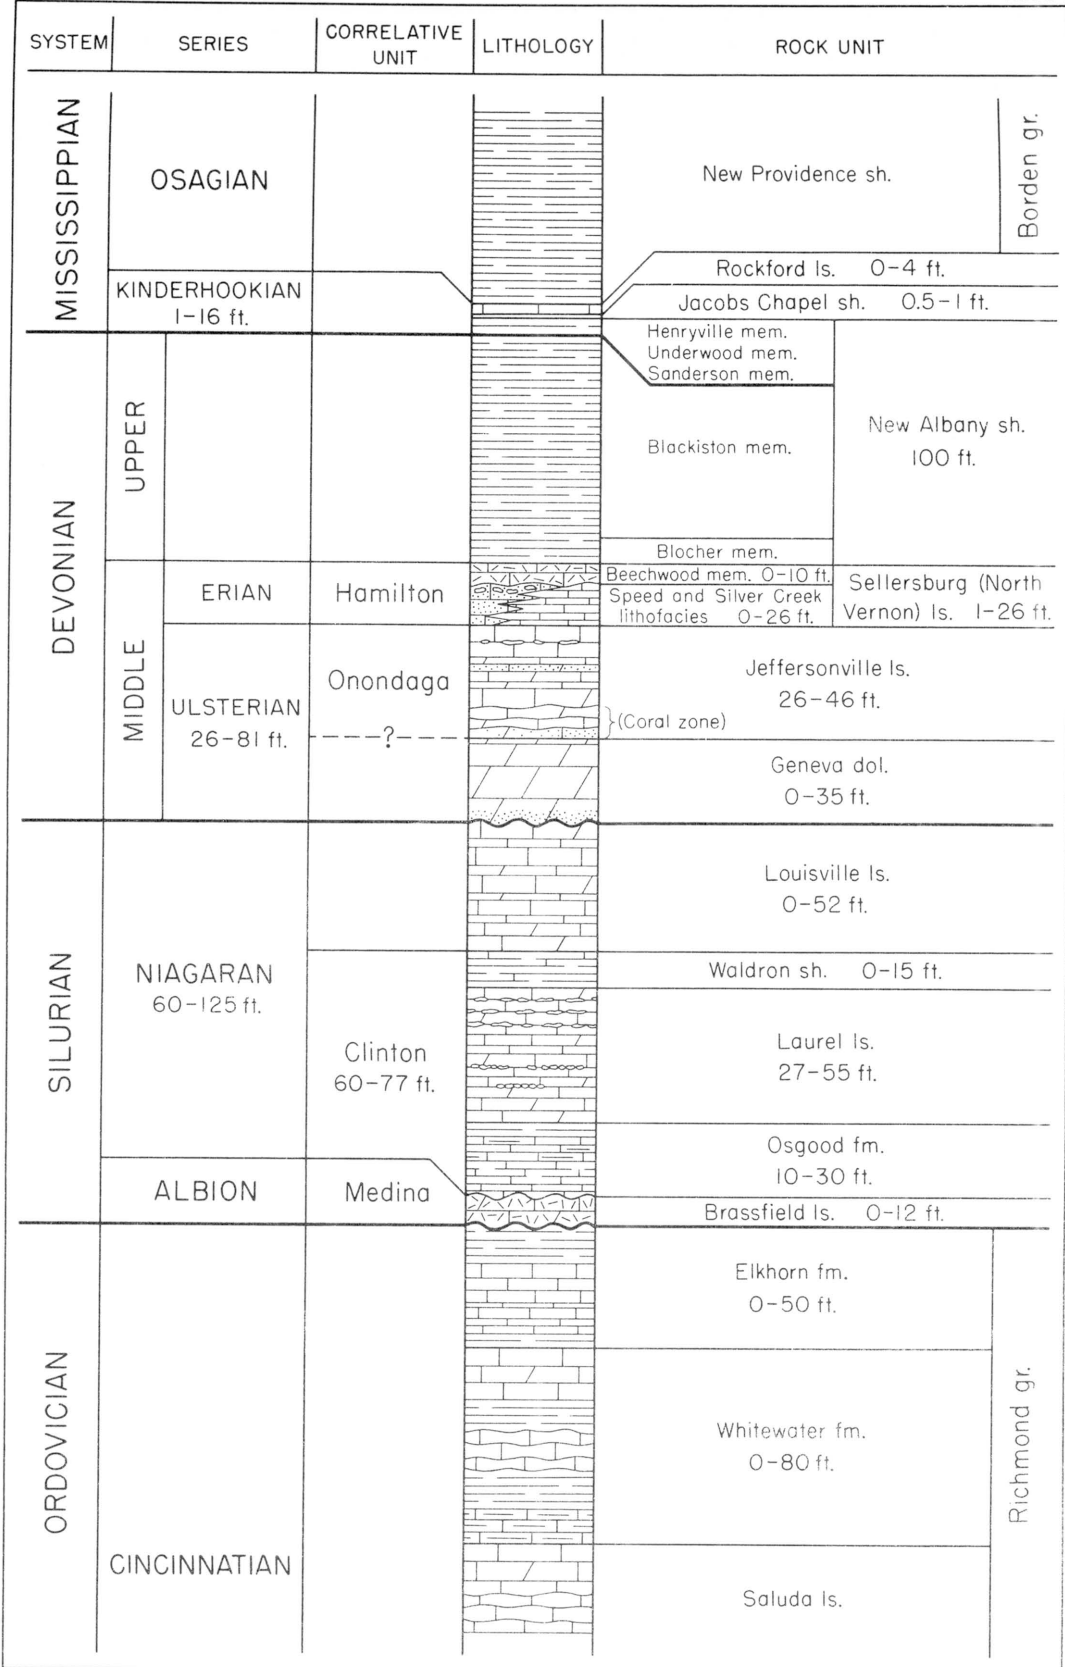 SYSTEM
SERIES
CORRELATIVE
UNIT
LITHOLOGY
ROCK UNIT
MISSISSIPPIAN
OSAGIAN
New Providence sh.
Borden gr.
Rockford ls. 0-4 ft.
KINDERHOOKIAN
1-16 ft.
Jacobs Chapel sh. 0.5-1 ft.
DEVONIAN
UPPER
Henryville mem.
Underwood mem.
Sanderson mem.
Blackiston mem.
New Albany sh.
100 ft.
Blocher mem.
MIDDLE
ERIAN
Hamilton
Beechwood mem. 0-10 ft.
Speed and Silver Creek
lithofacies 0-26 ft.
Sellersburg (North
Vernon) ls. 1-26 ft.
ULSTERIAN
26-81 ft.
Onondaga
?
Jeffersonville ls.
26-46 ft.
(Coral zone)
Geneva dol.
0-35 ft.
SILURIAN
NIAGARAN
60-125 ft.
Louisville ls.
0-52 ft.
Waldron sh. 0-15 ft.
Clinton
60-77 ft.
Laurel ls.
27-55 ft.
Osgood fm.
10-30 ft.
ALBION
Medina
Brassfield ls. 0-12 ft.
ORDOVICIAN
CINCINNATIAN
Elkhorn fm.
0-50 ft.
Whitewater fm.
0-80 ft.
Saluda ls.
Richmond gr.